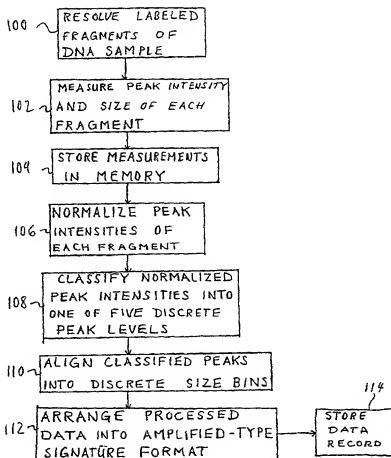 100
RESOLVE LABELED
FRAGMENTS OF
DNA SAMPLE
102
MEASURE PEAK INTENSITY
AND SIZE OF EACH
FRAGMENT
104
STORE MEASUREMENTS
IN MEMORY
106
NORMALIZE PEAK
INTENSITIES OF
EACH FRAGMENT
108
CLASSIFY NORMALIZED
PEAK INTENSITIES INTO
ONE OF FIVE DISCRETE
PEAK LEVELS
110
ALIGN CLASSIFIED PEAKS
INTO DISCRETE SIZE BINS
112
ARRANGE PROCESSED
DATA INTO AMPLIFIED-TYPE
SIGNATURE FORMAT
114
STORE
DATA
RECORD